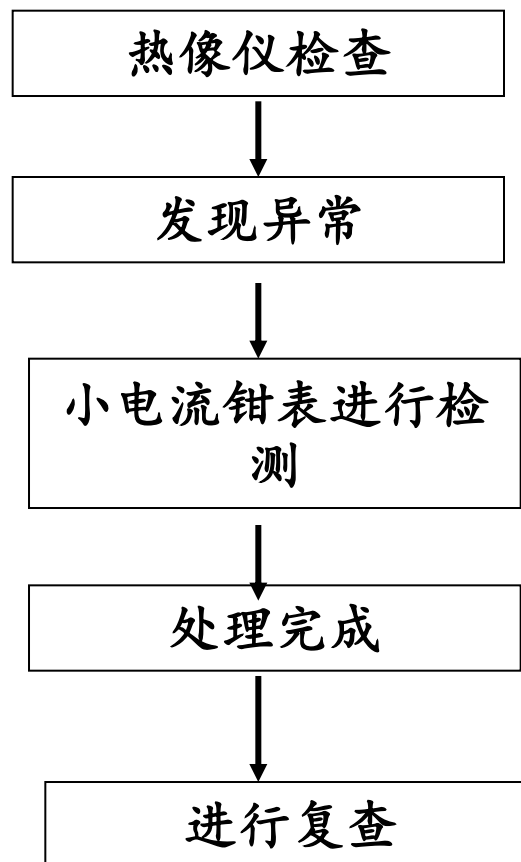 热像仪检查
发现异常
小电流钳表进行检
测
处理完成
进行复查